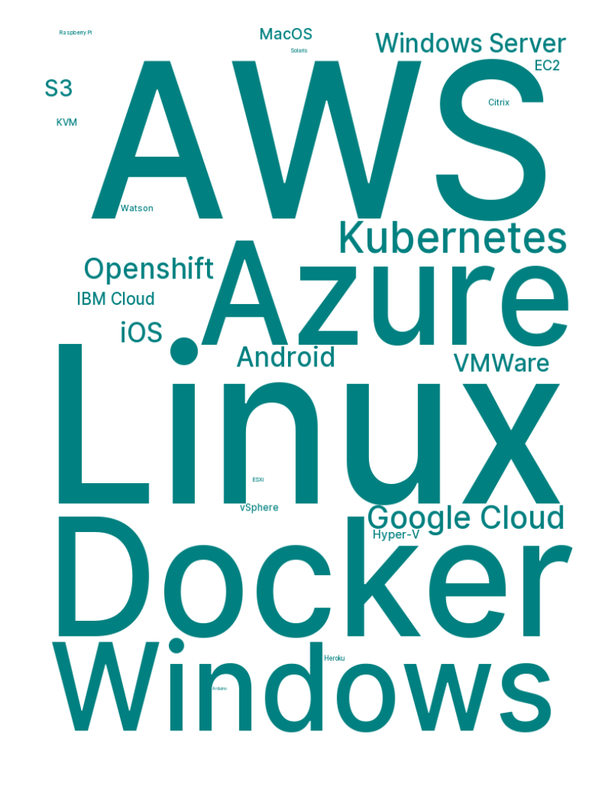 Raspberry Pi
MacOS
Solaris
Windows Server
EC2
S3
Citrix
KVM
AWS
Watson
Kubernetes
Openshift
Azure
IBM Cloud
iOS
Android
VMWare
Linux
ESXi
vSphere
Google Cloud
Hyper-V
Docker
Heroku
Arduino
Windows